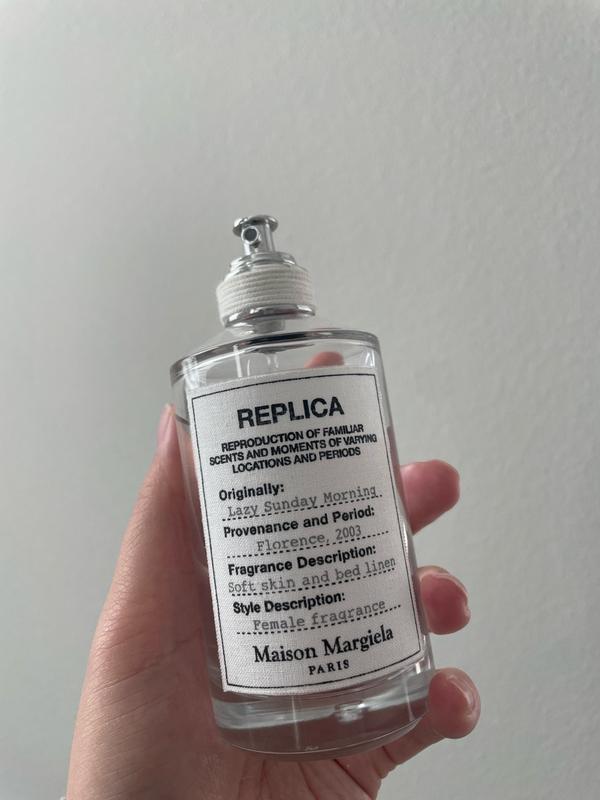 REPLICA
REPRODUCTION OF FAMILIAR
SCENTS AND MOMENTS OF VARYING
LOCATIONS AND PERIODS
Originally:
Lazy Sunday Morning
Provenance and Period:
Florence, 2003
Fragrance Description:
Soft skin and bed linen
Style Description:
Female fragrance
Maison Margiela
PARIS